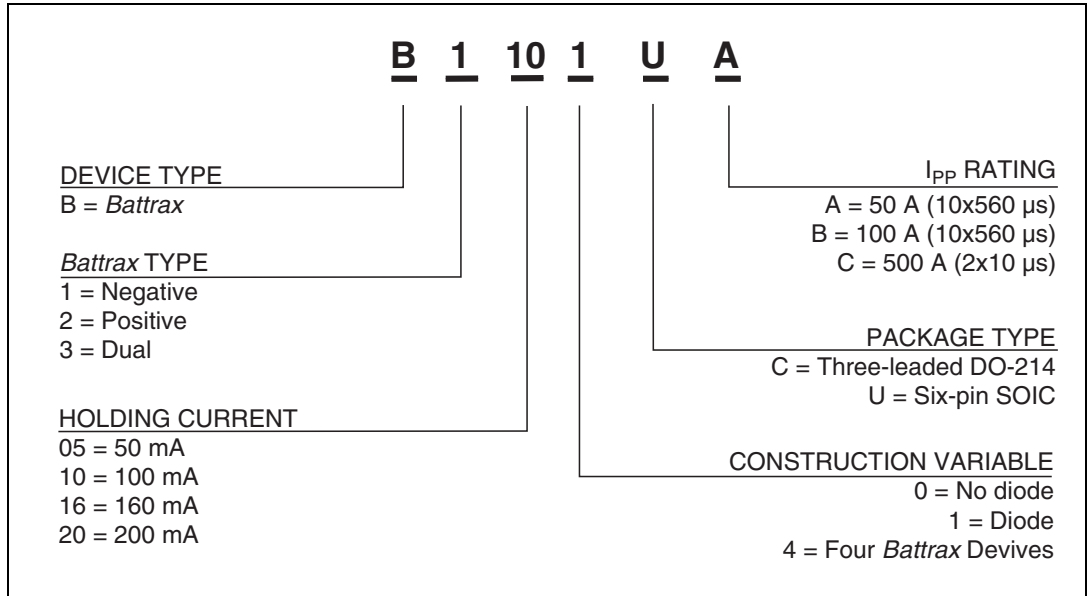 B 1 10 1 U A
DEVICE TYPE
B = Battrax
Battrax TYPE
1 = Negative
2 = Positive
3 = Dual
HOLDING CURRENT
05 = 50 mA
10 = 100 mA
16 = 160 mA
20 = 200 mA
IPP RATING
A = 50 A (10x560 µs)
B = 100 A (10x560 µs)
C = 500 A (2x10 µs)
PACKAGE TYPE
C = Three-leaded DO-214
U = Six-pin SOIC
CONSTRUCTION VARIABLE
0 = No diode
1 = Diode
4 = Four Battrax Devives